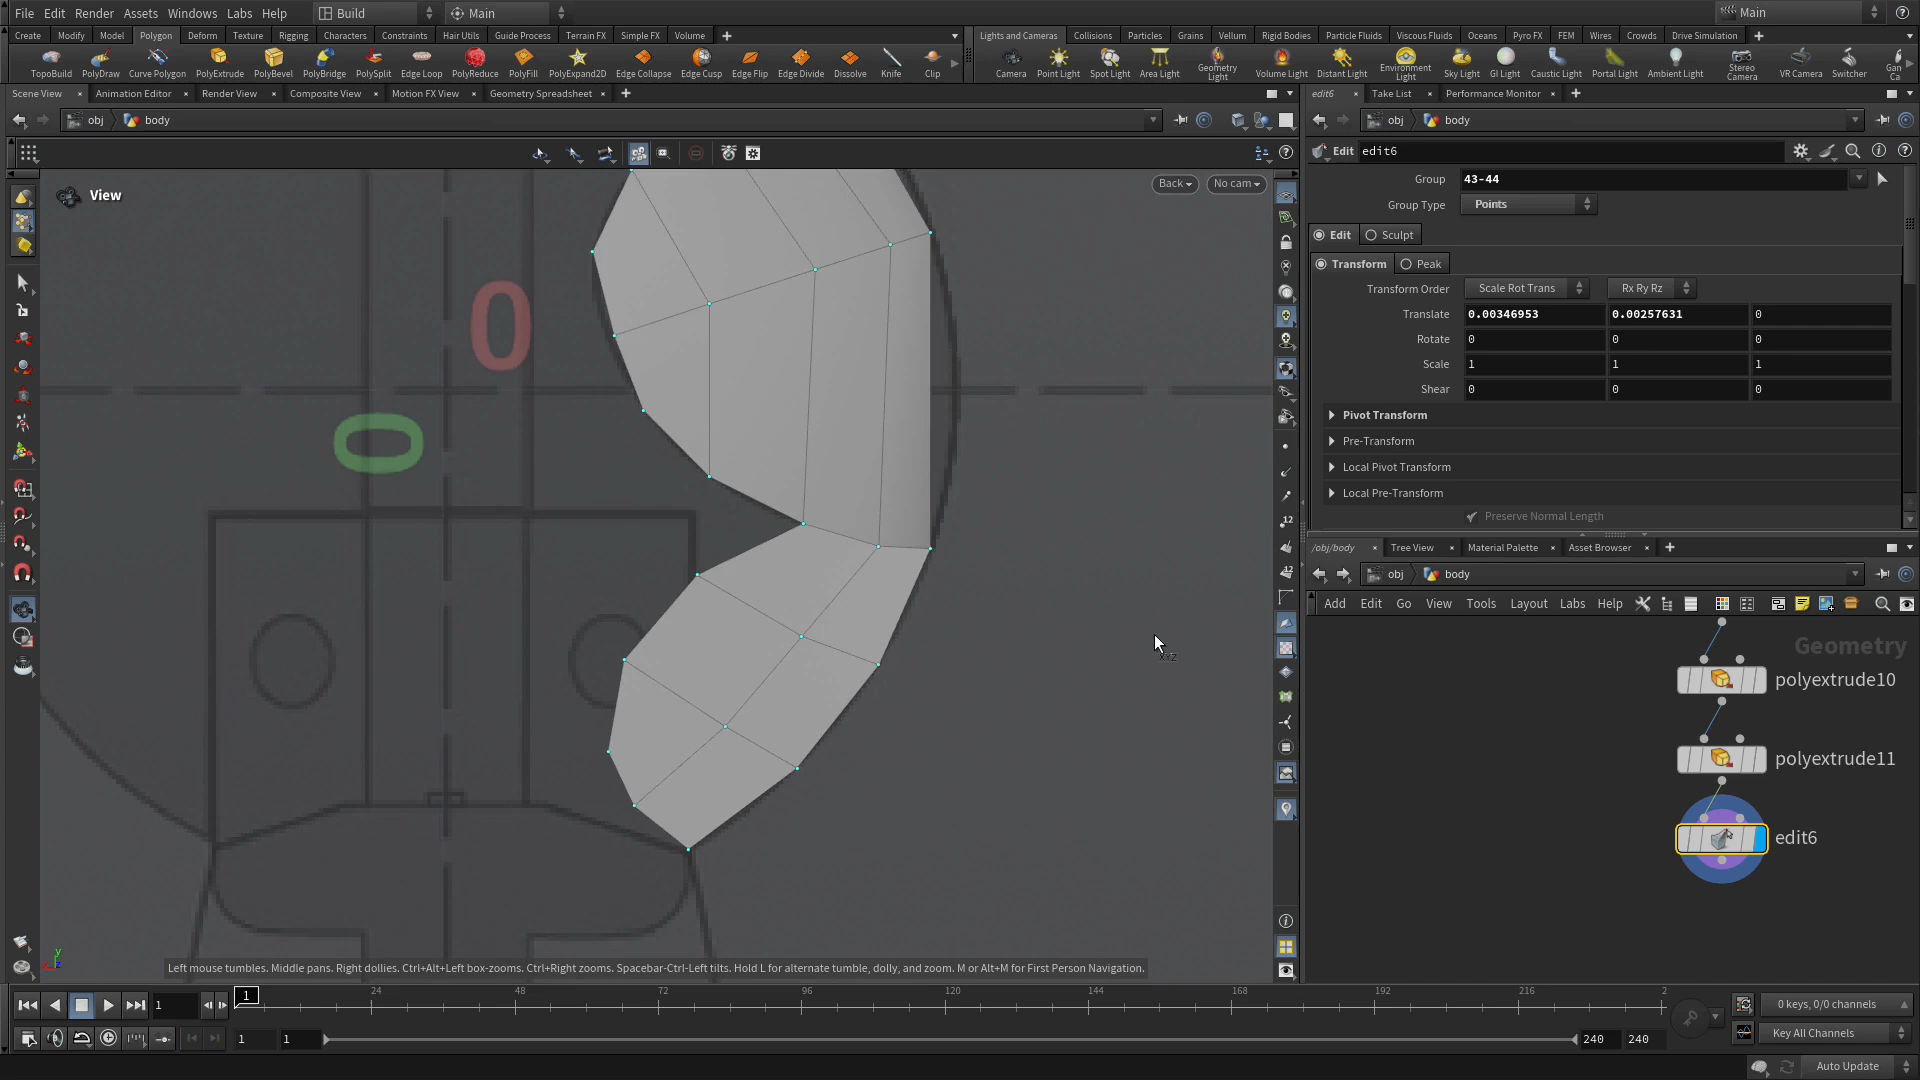 File Edit Render Assets Windows Labs Help Build Main Main
Create Modify Model Polygon Deform Texture Rigging Characters Constraints Hair Utils Guide Process Terrain FX Simple FX Volume
Lights and Cameras Collisions Particles Grains Vellum Rigid Bodies Particle Fluids Viscous Fluids Oceans Pyro FX FEM Wires Crowds Drive Simulation
TopoBuild PolyDraw Curve Polygon PolyExtrude PolyBevel PolyBridge PolySplit Edge Loop PolyReduce PolyFill PolyExpand2D Edge Collapse Edge Cusp Edge Flip Edge Divide Dissolve Knife Clip
Camera Point Light Spot Light Area Light Geometry Light Volume Light Distant Light Environment Light Sky Light GI Light Caustic Light Portal Light Ambient Light Stereo Camera VR Camera Switcher Gan Ca
Scene View Animation Editor Render View Composite View Motion FX View Geometry Spreadsheet
edit6 Take List Performance Monitor
obj body
obj body
Edit edit6
View
Back No cam
Group 43-44
Group Type Points
Edit Sculpt
Transform Peak
Transform Order Scale Rot Trans Rx Ry Rz
Translate 0.00346953 0.00257631 0
Rotate 0 0 0
Scale 1 1 1
Shear 0 0 0
Pivot Transform
Pre-Transform
Local Pivot Transform
Local Pre-Transform
Preserve Normal Length
0
0
12
12
XYZ
/obj/body Tree View Material Palette Asset Browser
obj body
Add Edit Go View Tools Layout Labs Help
Geometry
polyextrude10
polyextrude11
edit6
y
Left mouse tumbles. Middle pans. Right dollies. Ctrl+Alt+Left box-zooms. Ctrl+Right zooms. Spacebar-Ctrl-Left tilts. Hold L for alternate tumble, dolly, and zoom. M or Alt+M for First Person Navigation.
1 1 24 48 72 96 120 144 168 192 216 2
0 keys, 0/0 channels
1 1 240 240
Key All Channels
Auto Update